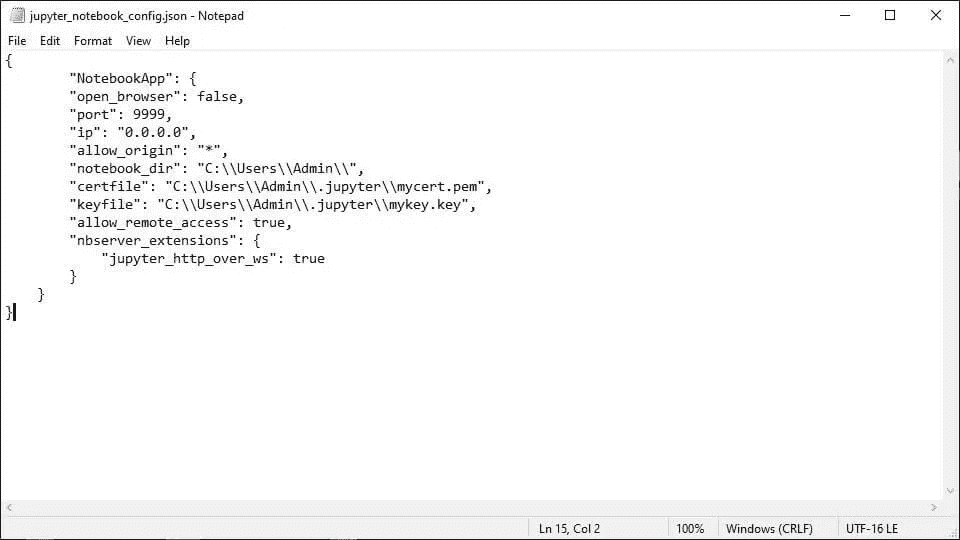 jupyter_notebook_config.json - Notepad
File Edit Format View Help
{
"NotebookApp": {
"open_browser": false,
"port": 9999,
"ip": "0.0.0.0",
"allow_origin": "*",
"notebook_dir": "C:\\Users\\Admin\\",
"certfile": "C:\\Users\\Admin\\.jupyter\\mycert.pem",
"keyfile": "C:\\Users\\Admin\\.jupyter\\mykey.key",
"allow_remote_access": true,
"nbserver_extensions": {
"jupyter_http_over_ws": true
}
}
}
Ln 15, Col 2 100% Windows (CRLF) UTF-16 LE